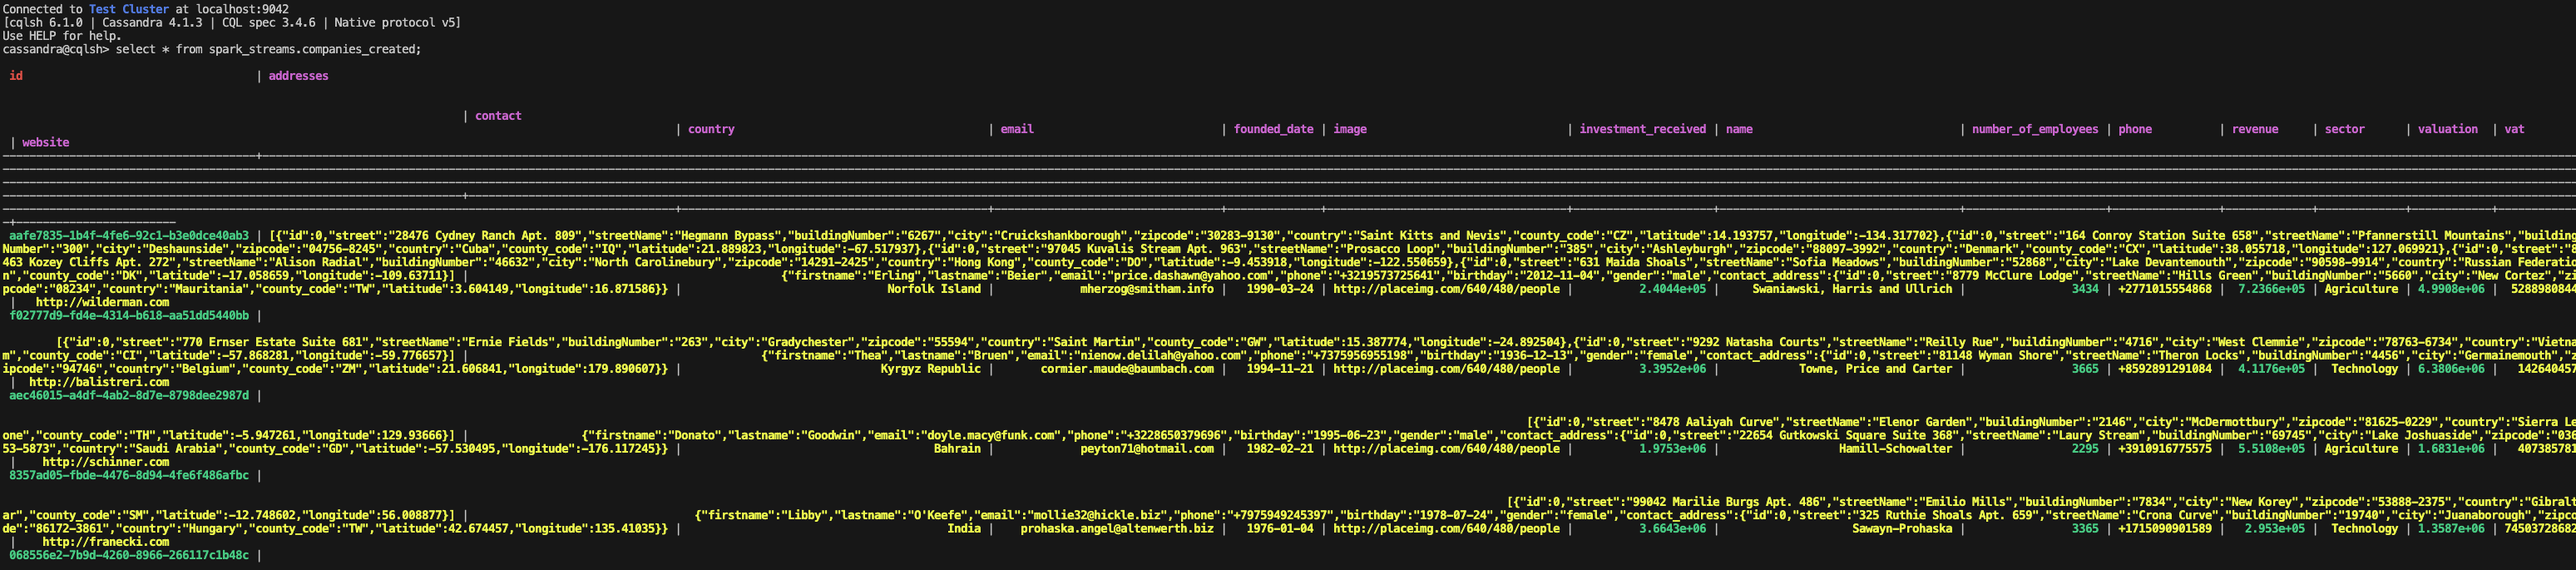 Connected to Test Cluster at localhost:9042
[cqlsh 6.1.0 | Cassandra 4.1.3 | CQL spec 3.4.6 | Native protocol v5]
Use HELP for help.
cassandra@cqlsh> select * from spark_streams.companies_created;
id | addresses
| contact
| country | email | founded_date | image | investment_received | name | number_of_employees | phone | revenue | sector | valuation | vat
| website
aafe7835-1b4f-4fe6-92c1-b3e0dce40ab3 | [{"id":0,"street":"28476 Cydney Ranch Apt. 809","streetName":"Hegmann Bypass","buildingNumber":"6267","city":"Cruickshankborough","zipcode":"30283-9130","country":"Saint Kitts and Nevis","county_code":"CZ","latitude":14.193757,"longitude":-134.317702},{"id":0,"street":"164 Conroy Station Suite 658","streetName":"Pfannerstill Mountains","building
Number":"300","city":"Deshaunside","zipcode":"04756-8245","country":"Cuba","county_code":"IQ","latitude":21.889823,"longitude":-67.517937},{"id":0,"street":"97045 Kuvalis Stream Apt. 963","streetName":"Prosacco Loop","buildingNumber":"385","city":"Ashleyburgh","zipcode":"88097-3992","country":"Denmark","county_code":"CX","latitude":38.055718,"longitude":127.069921},{"id":0,"street":"8
463 Kozey Cliffs Apt. 272","streetName":"Alison Radial","buildingNumber":"46632","city":"North Carolinebury","zipcode":"14291-2425","country":"Hong Kong","county_code":"DO","latitude":-9.453918,"longitude":-122.550659},{"id":0,"street":"631 Maida Shoals","streetName":"Sofia Meadows","buildingNumber":"52868","city":"Lake Devantemouth","zipcode":"90598-9914","country":"Russian Federatio
n","county_code":"DK","latitude":-17.058659,"longitude":-109.63711}] | {"firstname":"Erling","lastname":"Beier","email":"price.dashawn@yahoo.com","phone":"+3219573725641","birthday":"2012-11-04","gender":"male","contact_address":{"id":0,"street":"8779 McClure Lodge","streetName":"Hills Green","buildingNumber":"5660","city":"New Cortez","zi
pcode":"08234","country":"Mauritania","county_code":"TW","latitude":3.604149,"longitude":16.871586}} | Norfolk Island | mherzog@smitham.info | 1990-03-24 | http://placeimg.com/640/480/people | 2.4044e+05 | Swaniawski, Harris and Ullrich | 3434 | +2771015554868 | 7.2366e+05 | Agriculture | 4.9908e+06 | 5288980844
| http://wilderman.com
f02777d9-fd4e-4314-b618-aa51dd5440bb |
[{"id":0,"street":"770 Ernser Estate Suite 681","streetName":"Ernie Fields","buildingNumber":"263","city":"Gradychester","zipcode":"55594","country":"Saint Martin","county_code":"GW","latitude":15.387774,"longitude":-24.892504},{"id":0,"street":"9292 Natasha Courts","streetName":"Reilly Rue","buildingNumber":"4716","city":"West Clemmie","zipcode":"78763-6734","country":"Vietna
m","county_code":"CI","latitude":-57.868281,"longitude":-59.776657}] | {"firstname":"Thea","lastname":"Bruen","email":"nienow.delilah@yahoo.com","phone":"+7375956955198","birthday":"1936-12-13","gender":"female","contact_address":{"id":0,"street":"81148 Wyman Shore","streetName":"Theron Locks","buildingNumber":"4456","city":"Germainemouth","z
ipcode":"94746","country":"Belgium","county_code":"ZM","latitude":21.606841,"longitude":179.890607}} | Kyrgyz Republic | cormier.maude@baumbach.com | 1994-11-21 | http://placeimg.com/640/480/people | 3.3952e+06 | Towne, Price and Carter | 3665 | +8592891291084 | 4.1176e+05 | Technology | 6.3806e+06 | 142640457
| http://balistreri.com
aec46015-a4df-4ab2-8d7e-8798dee2987d |
[{"id":0,"street":"8478 Aaliyah Curve","streetName":"Elenor Garden","buildingNumber":"2146","city":"McDermottbury","zipcode":"81625-0229","country":"Sierra Le
one","county_code":"TH","latitude":-5.947261,"longitude":129.93666}] | {"firstname":"Donato","lastname":"Goodwin","email":"doyle.macy@funk.com","phone":"+3228650379696","birthday":"1995-06-23","gender":"male","contact_address":{"id":0,"street":"22654 Gutkowski Square Suite 368","streetName":"Laury Stream","buildingNumber":"69745","city":"Lake Joshuaside","zipcode":"036
53-5873","country":"Saudi Arabia","county_code":"GD","latitude":-57.530495,"longitude":-176.117245}} | Bahrain | peyton71@hotmail.com | 1982-02-21 | http://placeimg.com/640/480/people | 1.9753e+06 | Hamill-Schowalter | 2295 | +3910916775575 | 5.5108e+05 | Agriculture | 1.6831e+06 | 407385781
| http://schinner.com
8357ad05-fbde-4476-8d94-4fe6f486afbc |
[{"id":0,"street":"99042 Marilie Burgs Apt. 486","streetName":"Emilio Mills","buildingNumber":"7834","city":"New Korey","zipcode":"53888-2375","country":"Gibralt
ar","county_code":"SM","latitude":-12.748602,"longitude":56.008877}] | {"firstname":"Libby","lastname":"O'Keefe","email":"mollie32@hickle.biz","phone":"+7975949245397","birthday":"1978-07-24","gender":"female","contact_address":{"id":0,"street":"325 Ruthie Shoals Apt. 659","streetName":"Crona Curve","buildingNumber":"19740","city":"Juanaborough","zipco
de":"86172-3861","country":"Hungary","county_code":"TW","latitude":42.674457,"longitude":135.41035}} | India | prohaska.angel@altenwerth.biz | 1976-01-04 | http://placeimg.com/640/480/people | 3.6643e+06 | Sawayn-Prohaska | 3365 | +1715090901589 | 2.953e+05 | Technology | 1.3587e+06 | 7450372868
| http://franecki.com
068556e2-7b9d-4260-8966-266117c1b48c |